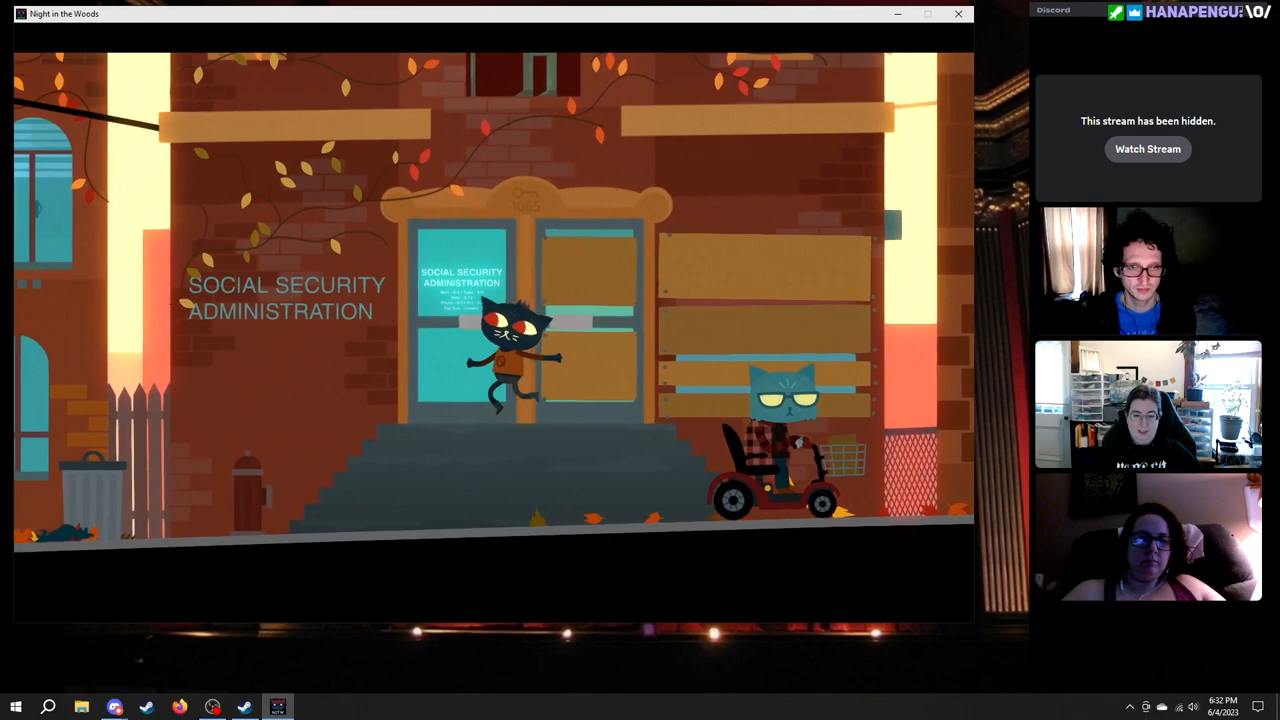 Night in the Woods
Discord
HANAPENGU!\O/
This stream has been hidden.
Watch Stream
1065
SOCIAL SECURITY
ADMINISTRATION
SOCIAL SECURITY
ADMINISTRATION
6:32 PM
6/4/2023